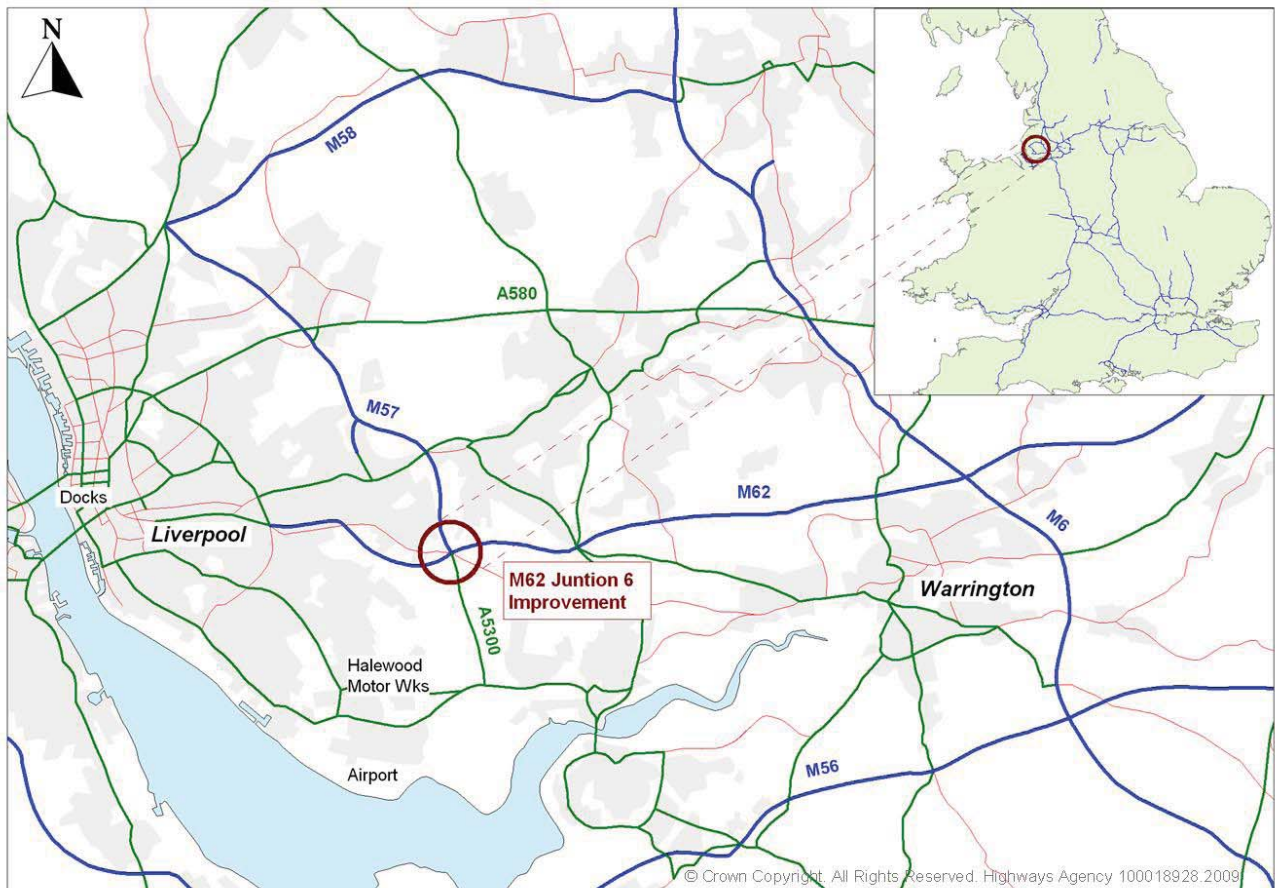 N
M58
A580
M57
Docks
Liverpool
M62
M6
M62 Juntion 6
Improvement
Warrington
A5300
Halewood
Motor Wks
Airport
M56
© Crown Copyright. All Rights Reserved. Highways Agency 100018928.2009